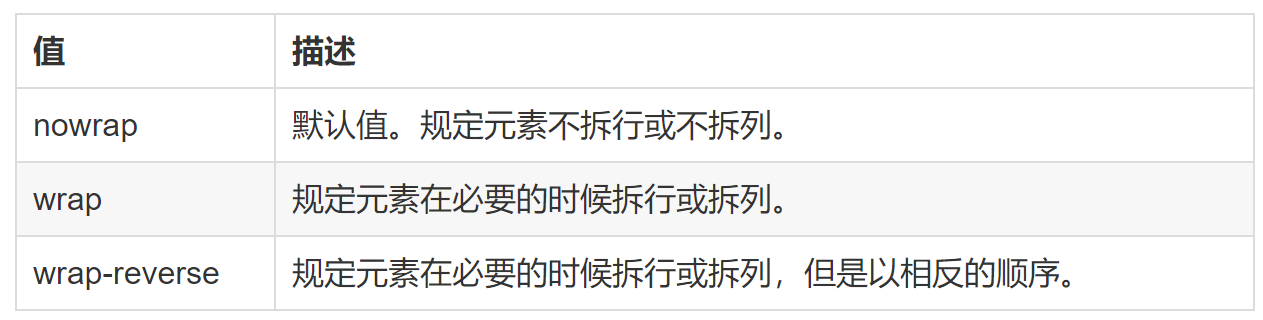 值 描述
nowrap 默认值。规定元素不拆行或不拆列。
wrap 规定元素在必要的时候拆行或拆列。
wrap-reverse 规定元素在必要的时候拆行或拆列，但是以相反的顺序。